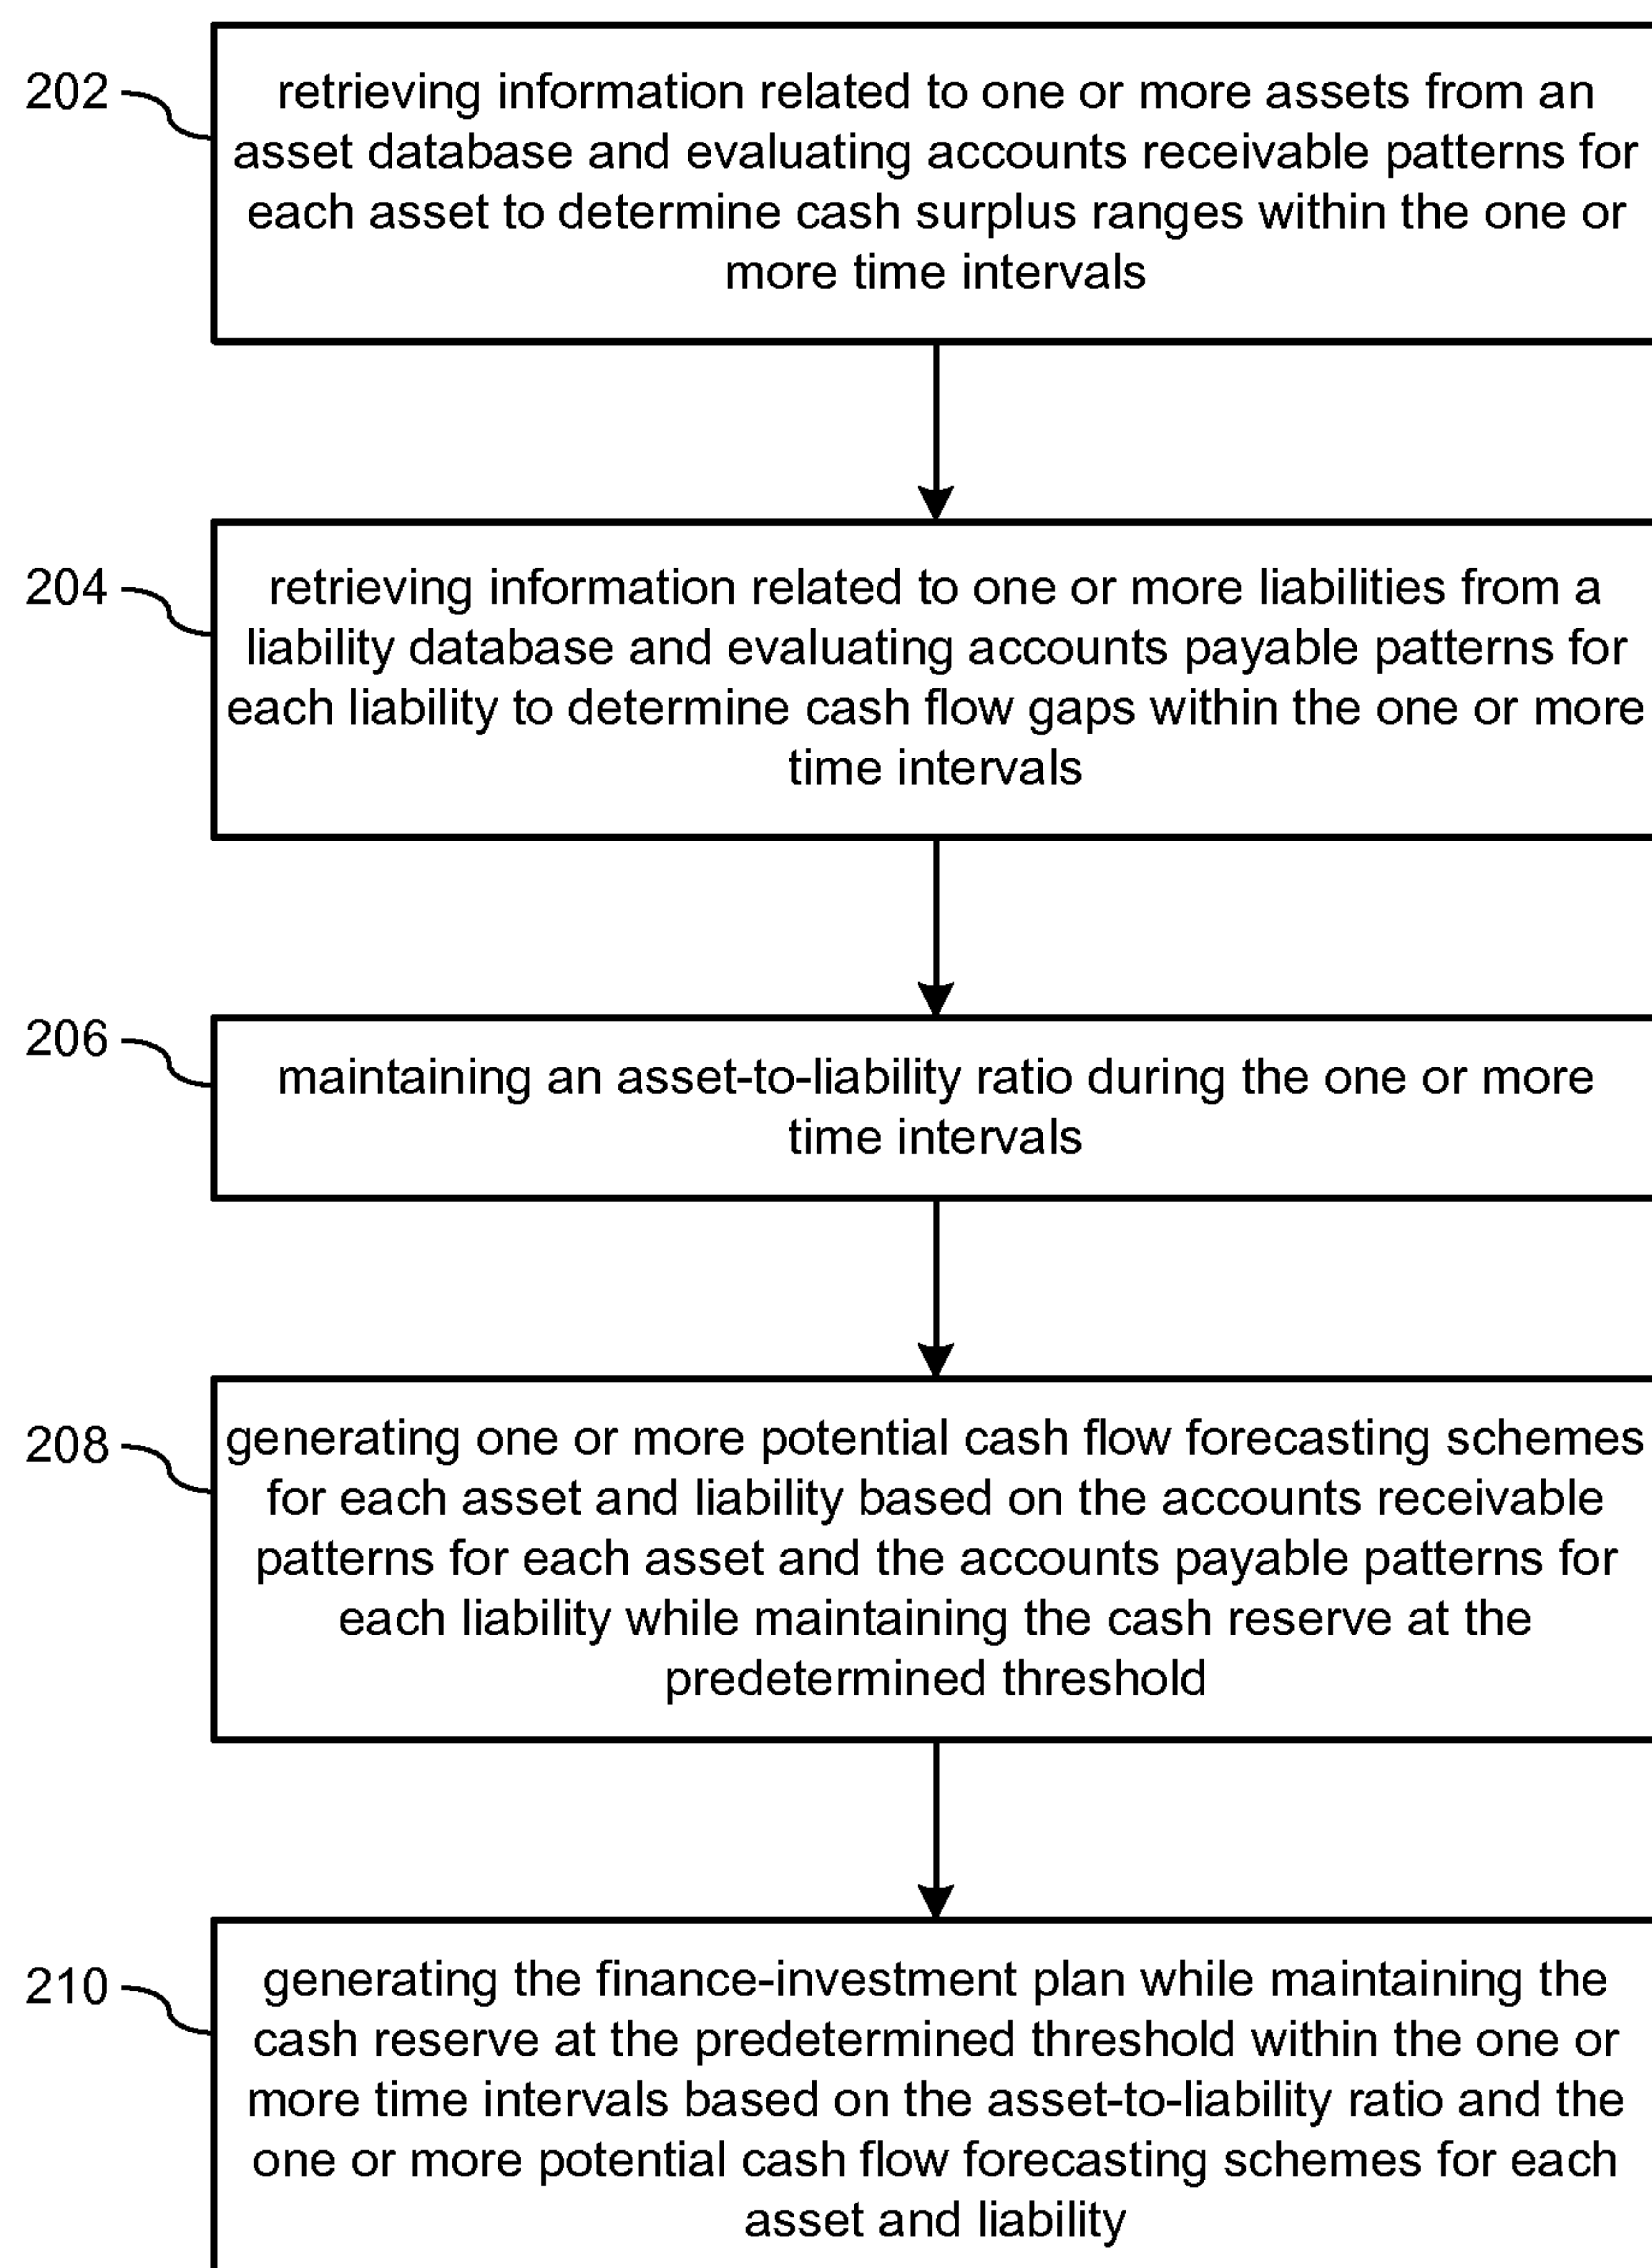 202
retrieving information related to one or more assets from an
asset database and evaluating accounts receivable patterns for
each asset to determine cash surplus ranges within the one or
more time intervals
204
retrieving information related to one or more liabilities from a
liability database and evaluating accounts payable patterns for
each liability to determine cash flow gaps within the one or more
time intervals
206
maintaining an asset-to-liability ratio during the one or more
time intervals
208
generating one or more potential cash flow forecasting schemes
for each asset and liability based on the accounts receivable
patterns for each asset and the accounts payable patterns for
each liability while maintaining the cash reserve at the
predetermined threshold
210
generating the finance-investment plan while maintaining the
cash reserve at the predetermined threshold within the one or
more time intervals based on the asset-to-liability ratio and the
one or more potential cash flow forecasting schemes for each
asset and liability